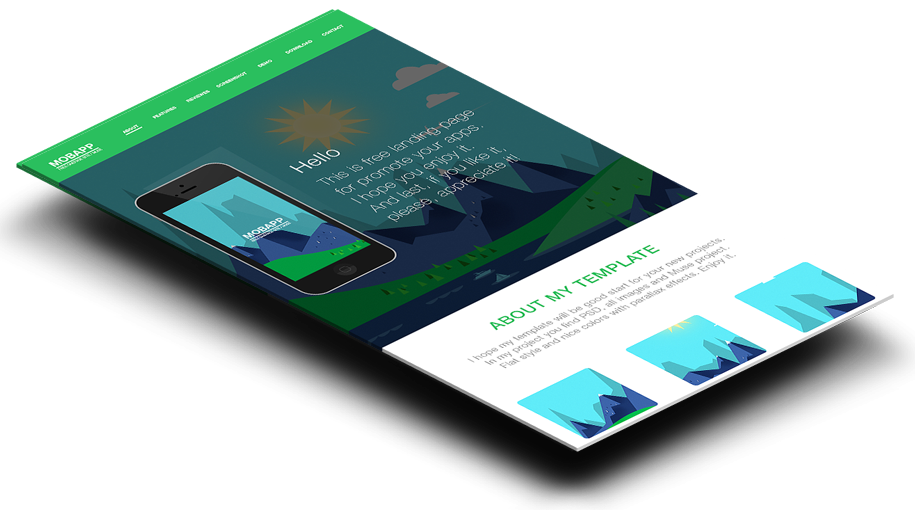 MOBAPP
ABOUT
FEATURES
REVIEWER
SCREENSHOT
DEMO
DOWNLOAD
CONTACT
Hello
This is free landing page
for promote your apps.
I hope you enjoy it.
And last, if you like it,
please, appreciate it!
MOBAPP
ABOUT MY TEMPLATE
I hope my template will be good start for your new projects.
In my project you find PSD, all images and Muse project.
Flat style and nice colors with parallax effects. Enjoy it.